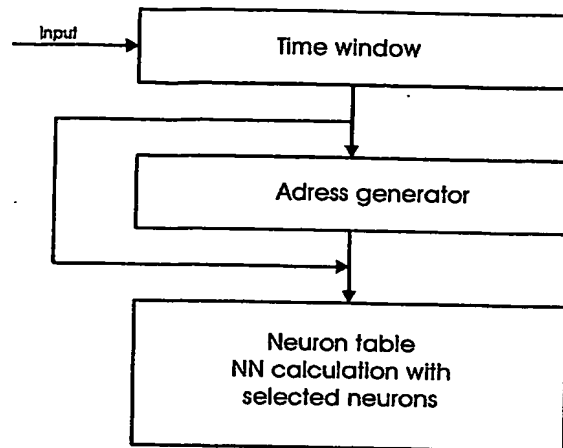 Input
Time window
Adress generator
Neuron table
NN calculation with
selected neurons